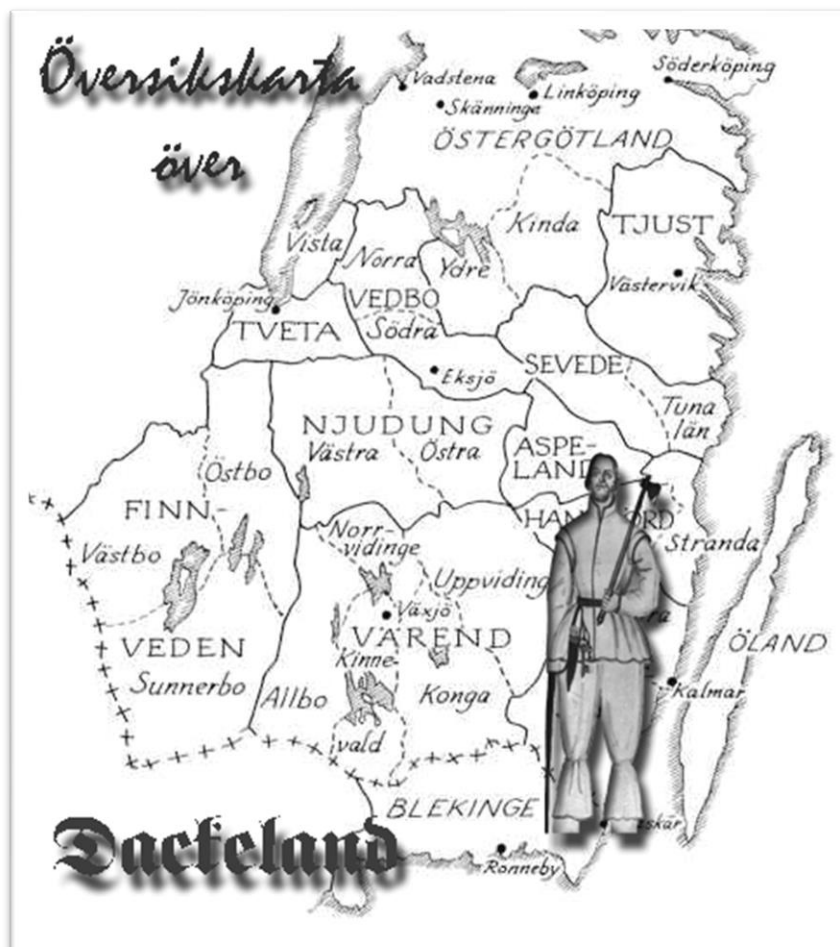 Översikskarta
över
Vadstena
Skänninge
Linköping
Söderköping
ÖSTERGÖTLAND
Kinda
TJUST
Västervik
Vista
Norra
Ydre
VEDBO
Södra
Jönköping
TVETA
Eksjö
SEVEDE
Tuna
län
NJUDUNG
Västra
Östra
ASPE-
LAND
Östbo
FINN-
Västbo
VEDEN
Sunnerbo
Stranda
Norr-
vidinge
Uppviding
Växjö
VÄREND
Kinne-
vald
Allbo
Konga
ÖLAND
Kalmar
BLEKINGE
Ronneby
Dackeland